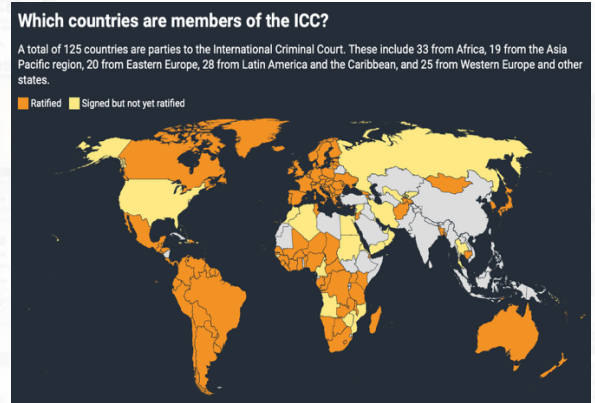 Which countries are members of the ICC?
A total of 125 countries are parties to the International Criminal Court. These include 33 from Africa, 19 from the Asia
Pacific region, 20 from Eastern Europe, 28 from Latin America and the Caribbean, and 25 from Western Europe and other
states.
Ratified Signed but not yet ratified